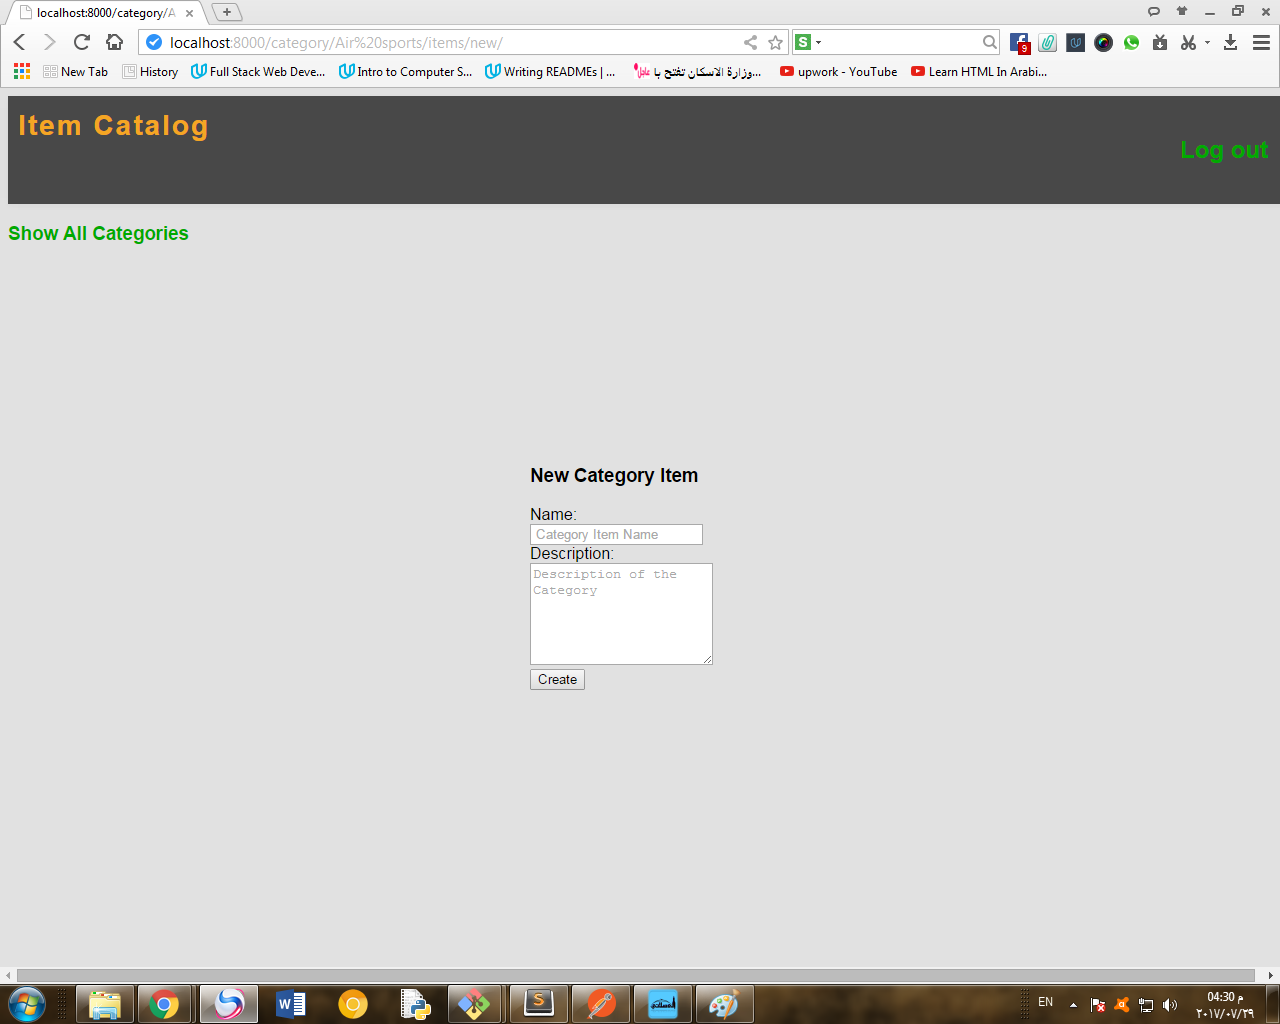 localhost:8000/category/A
localhost:8000/category/Air%20sports/items/new/
S
9
New Tab
History
Full Stack Web Deve...
Intro to Computer S...
Writing READMEs | ...
وزارة الاسكان تفتح با...
upwork - YouTube
Learn HTML In Arabi...
Item Catalog
Log out
Show All Categories
New Category Item
Name:
Category Item Name
Description:
Description of the
Category
Create
EN
04:30 م
٢٠١٧/٠٧/٢٩